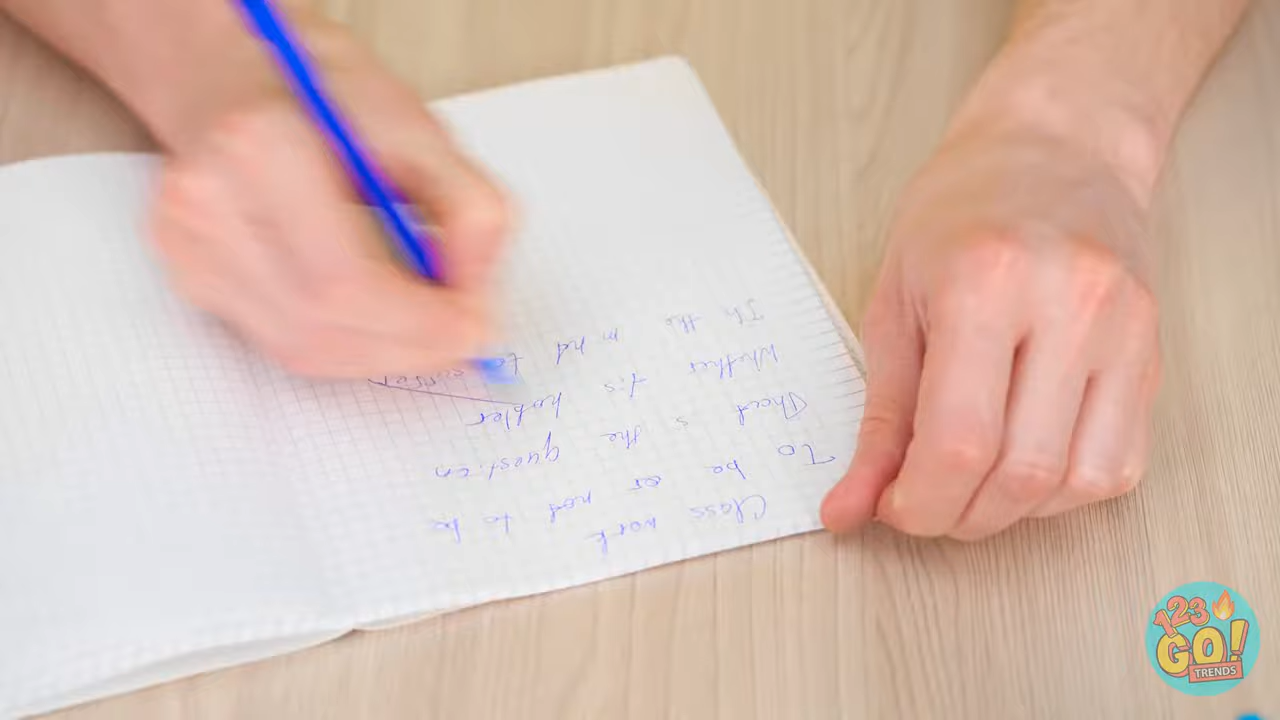 Class work
To be or not to be
That s the question
Whether tis nobler
In the mind to
123
GO!
TRENDS